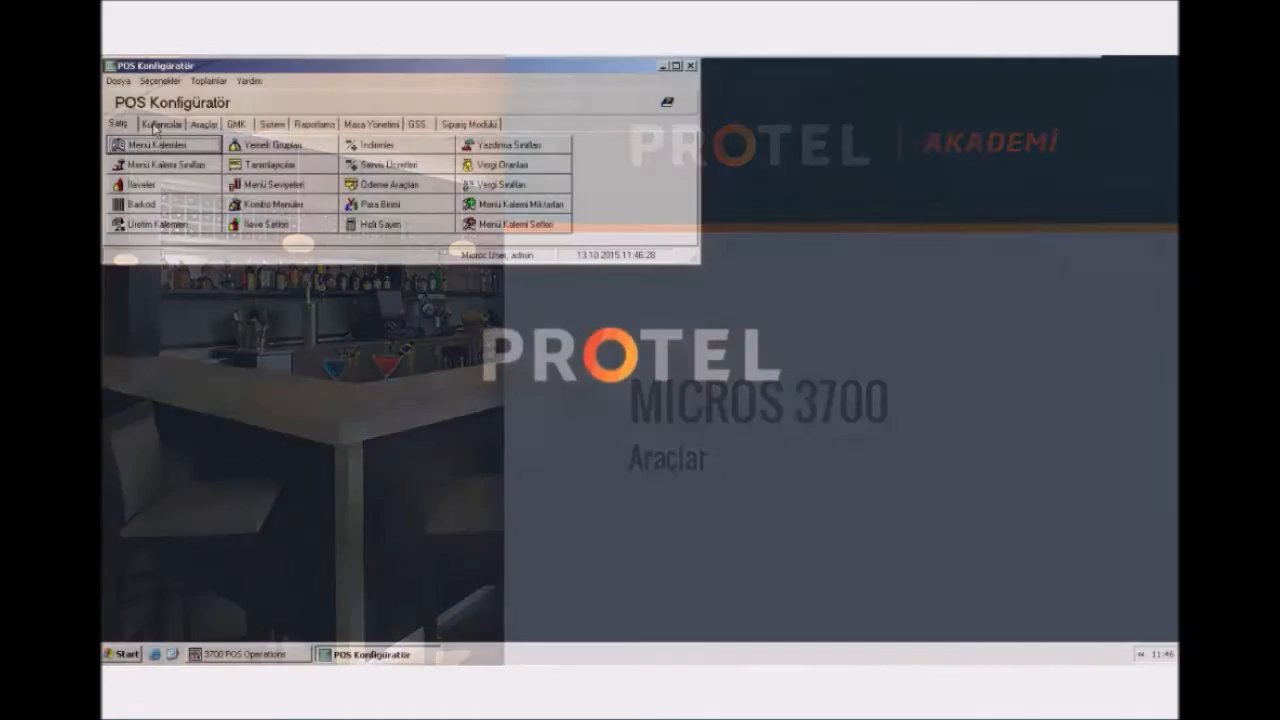 POS Konfigüratör
Dosya Seçenekler Toplamlar Yardım
POS Konfigüratör
Satış Kullanıcılar Araçlar GMK Sistem Raporlama Masa Yönetimi GSS Sipariş Modülü
Menü Kalemleri Yemek Grupları İndirimler Yazdırma Sınıfları
Menü Kalemi Sınıfları Tanımlayıcılar Servis Ücretleri Vergi Oranları
İlaveler Menü Seviyeleri Ödeme Araçları Vergi Sınıfları
Barkod Kombo Menüler Para Birimi Menü Kalemi Miktarları
Üretim Kalemleri İlave Setleri Menü Kalemi Setleri
Micros User, admin 13.10.2015 11:46:28
PROTEL | AKADEMİ
PROTEL
MICROS 3700
Araçlar
Start 3700 POS Operations POS Konfigüratör 11:46